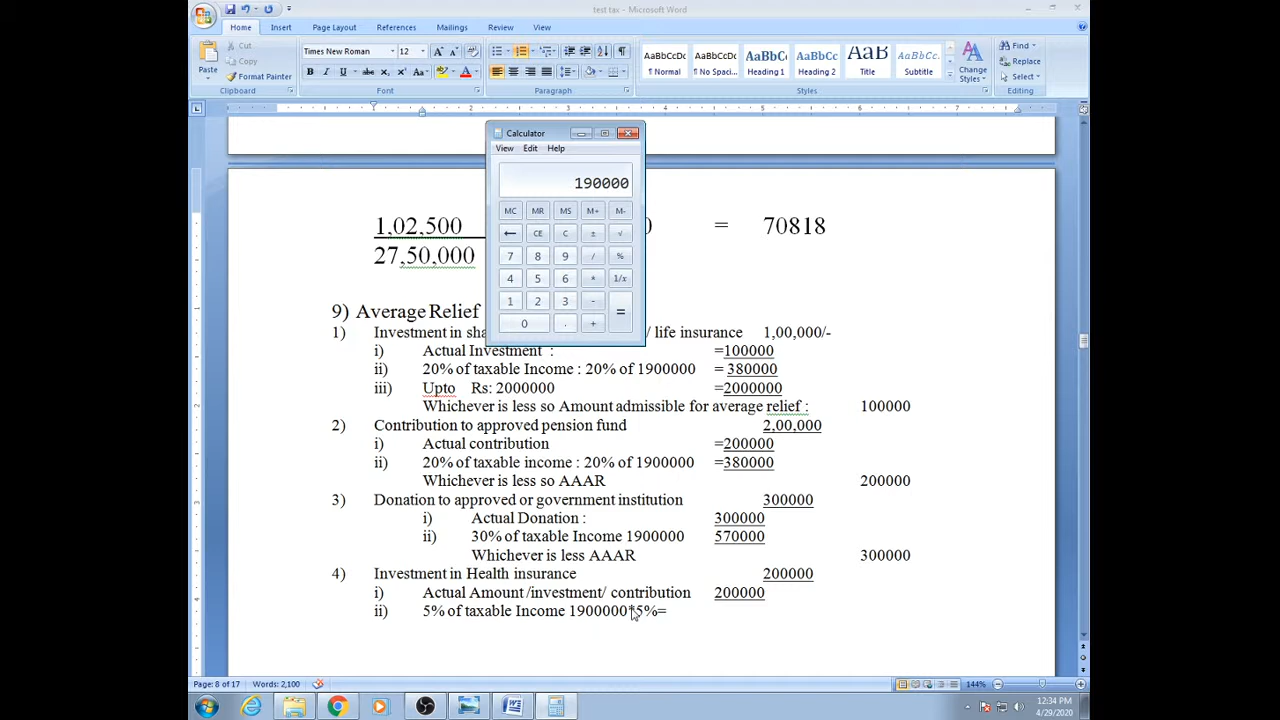 test tax - Microsoft Word
Home Insert Page Layout References Mailings Review View
Paste
Cut
Copy
Format Painter
Clipboard
Times New Roman 12
Font
Paragraph
AaBbCcDc AaBbCcDc AaBbC AaBbCc AaB AaBbCcL
¶ Normal ¶ No Spaci... Heading 1 Heading 2 Title Subtitle
Change Styles
Styles
Find
Replace
Select
Editing
Calculator
View Edit Help
190000
MC MR MS M+ M-
← CE C ± √
7 8 9 / %
4 5 6 * 1/x
1 2 3 - =
0 . +
1,02,500 0 = 70818
27,50,000
9) Average Relief
1) Investment in sha / life insurance 1,00,000/-
i) Actual Investment : =100000
ii) 20% of taxable Income : 20% of 1900000 = 380000
iii) Upto Rs: 2000000 =2000000
Whichever is less so Amount admissible for average relief : 100000
2) Contribution to approved pension fund 2,00,000
i) Actual contribution =200000
ii) 20% of taxable income : 20% of 1900000 =380000
Whichever is less so AAAR 200000
3) Donation to approved or government institution 300000
i) Actual Donation : 300000
ii) 30% of taxable Income 1900000 570000
Whichever is less AAAR 300000
4) Investment in Health insurance 200000
i) Actual Amount /investment/ contribution 200000
ii) 5% of taxable Income 1900000*5%=
Page: 8 of 17 Words: 2,100 144%
12:34 PM
4/29/2020